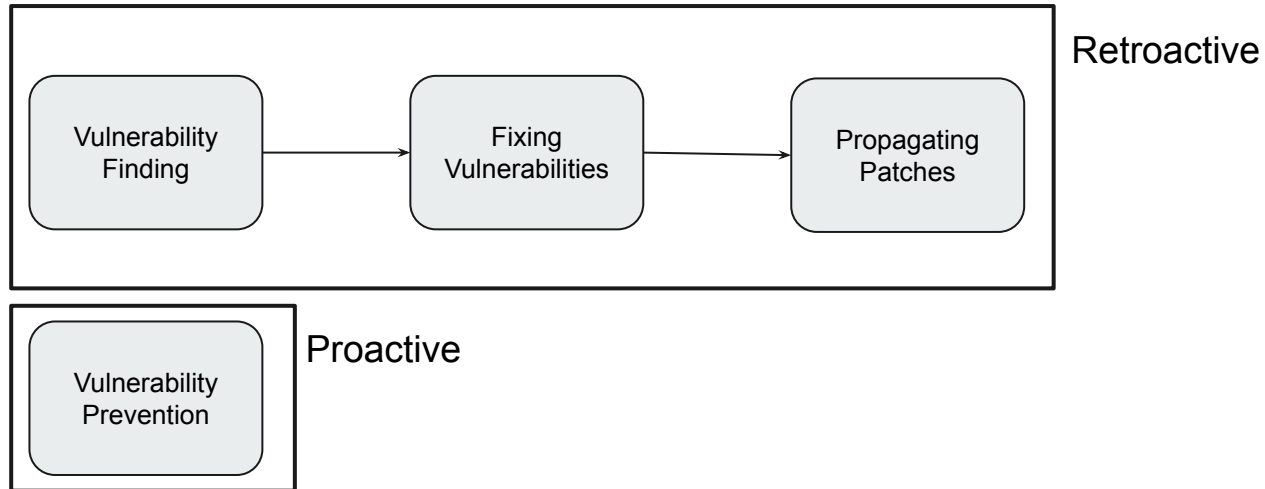 Retroactive
Vulnerability
Finding
Fixing
Vulnerabilities
Propagating
Patches
Proactive
Vulnerability
Prevention